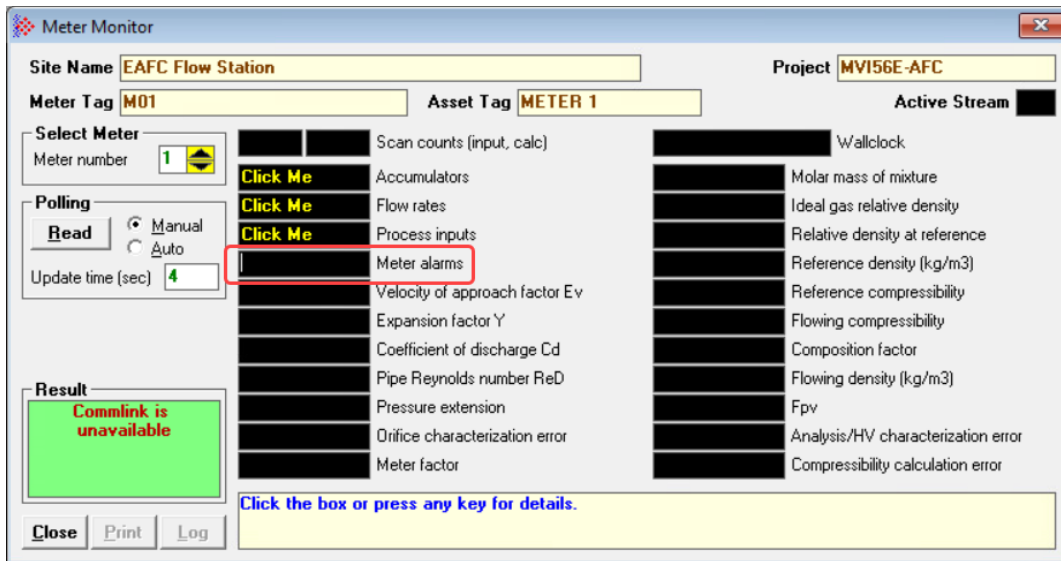 Meter Monitor
Site Name EAFC Flow Station Project MVI56E-AFC
Meter Tag M01 Asset Tag METER 1 Active Stream
Select Meter
Meter number 1
Scan counts (input, calc) Wallclock
Click Me Accumulators Molar mass of mixture
Click Me Flow rates Ideal gas relative density
Click Me Process inputs Relative density at reference
Meter alarms Reference density (kg/m3)
Velocity of approach factor Ev Reference compressibility
Expansion factor Y Flowing compressibility
Coefficient of discharge Cd Composition factor
Pipe Reynolds number ReD Flowing density (kg/m3)
Pressure extension Fpv
Orifice characterization error Analysis/HV characterization error
Meter factor Compressibility calculation error
Polling
Read Manual
Auto
Update time (sec) 4
Result
Commlink is
unavailable
Click the box or press any key for details.
Close Print Log